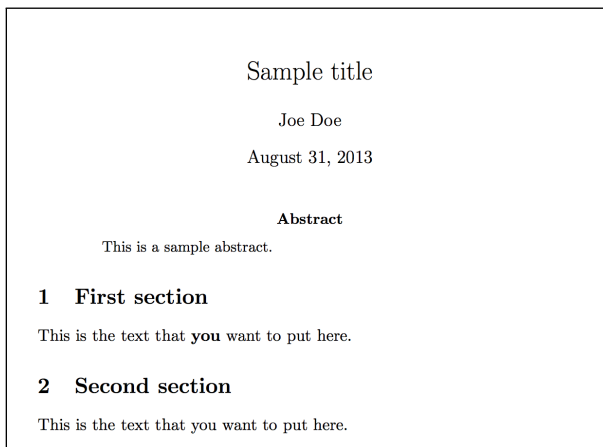 Sample title
Joe Doe
August 31, 2013
Abstract
This is a sample abstract.
1 First section
This is the text that you want to put here.
2 Second section
This is the text that you want to put here.